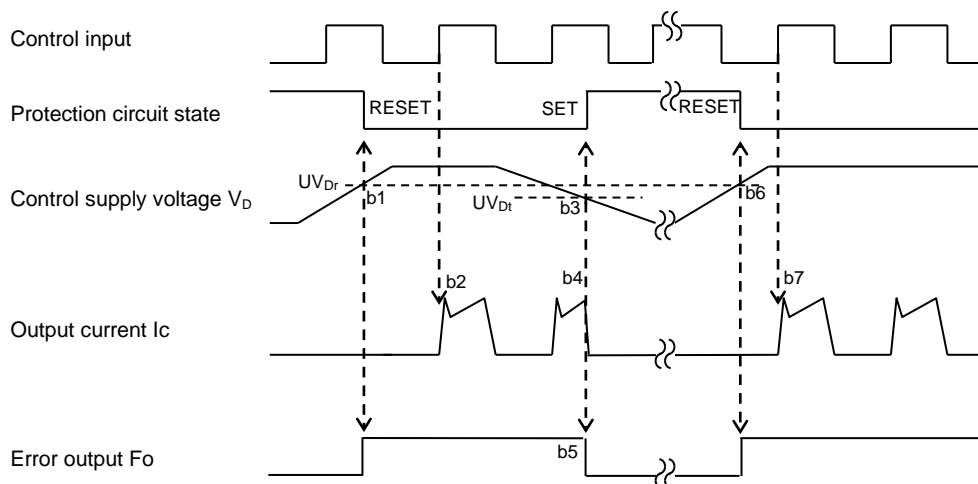 Control input
Protection circuit state
RESET
SET
RESET
Control supply voltage VD
UVDr
b1
UVDt
b3
b6
b2
b4
b7
Output current Ic
Error output Fo
b5